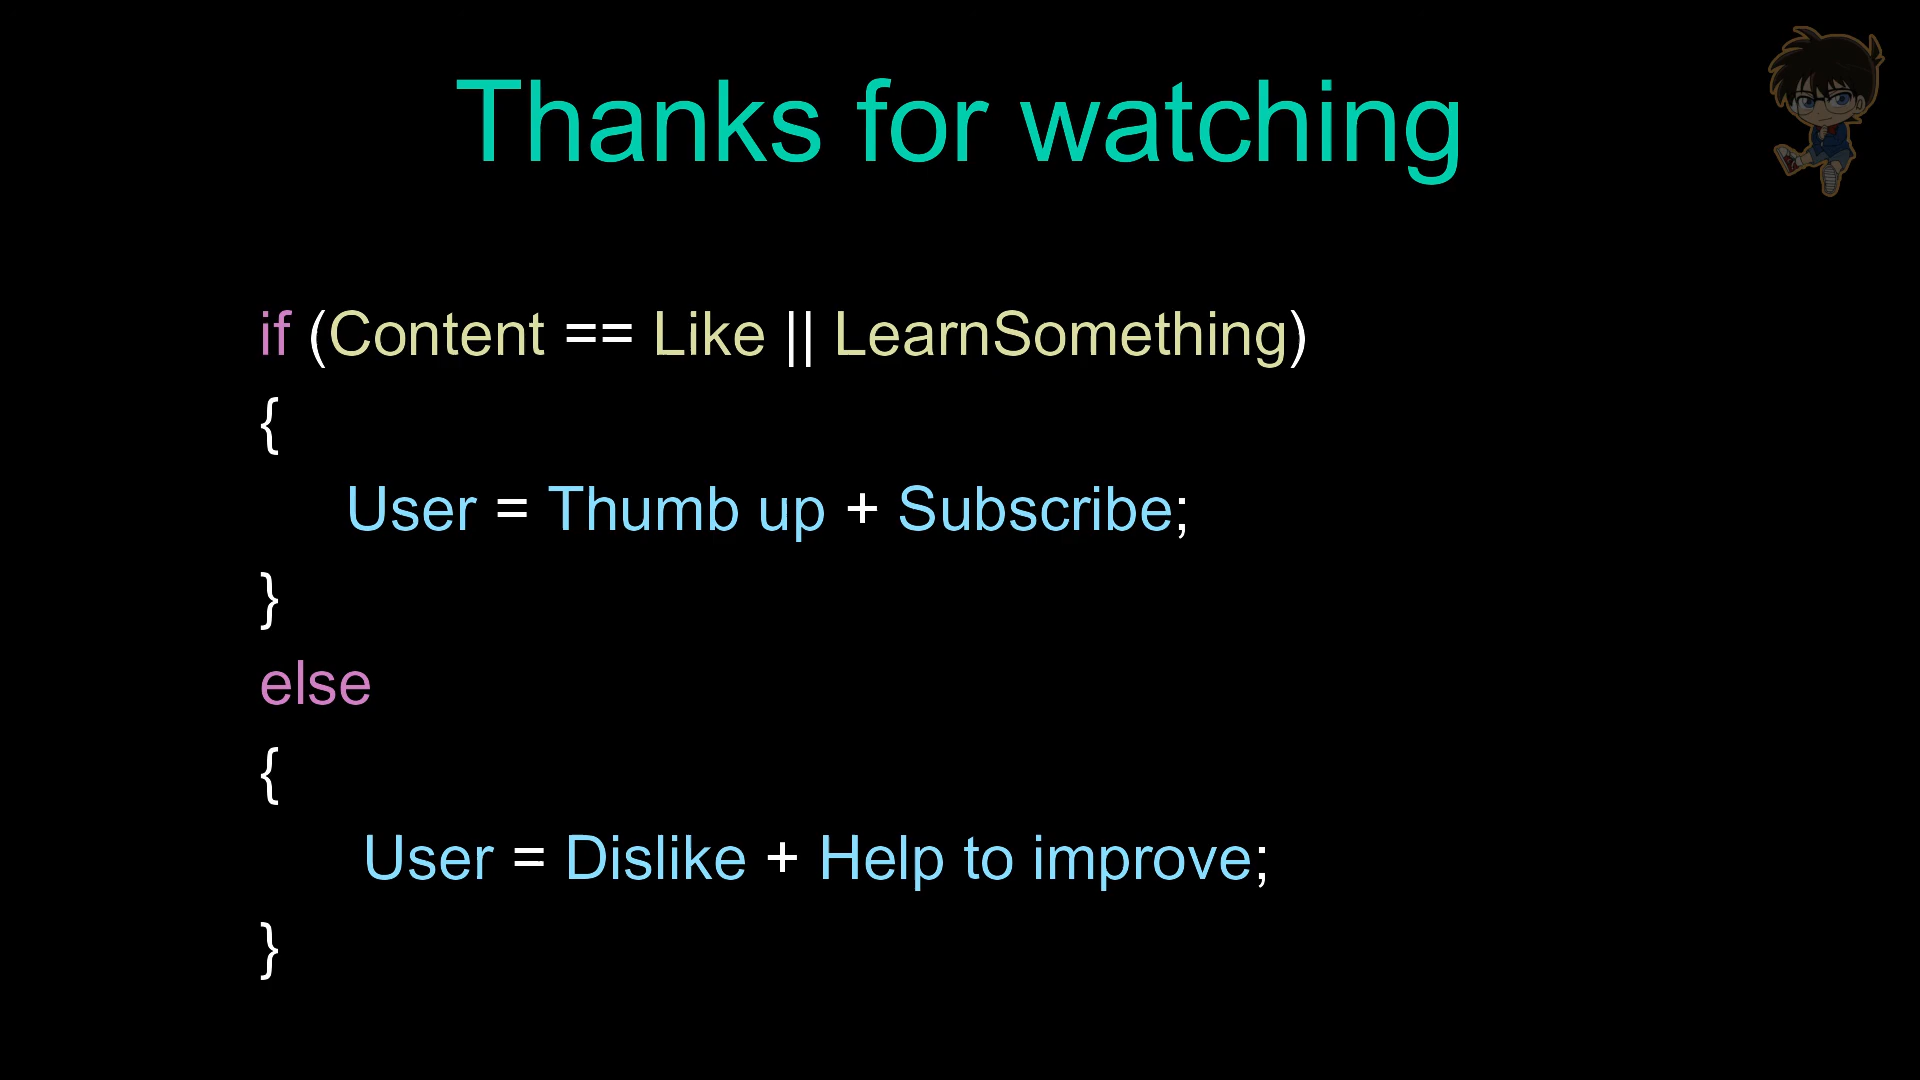 Thanks for watching
if (Content == Like || LearnSomething)
{
User = Thumb up + Subscribe;
}
else
{
User = Dislike + Help to improve;
}